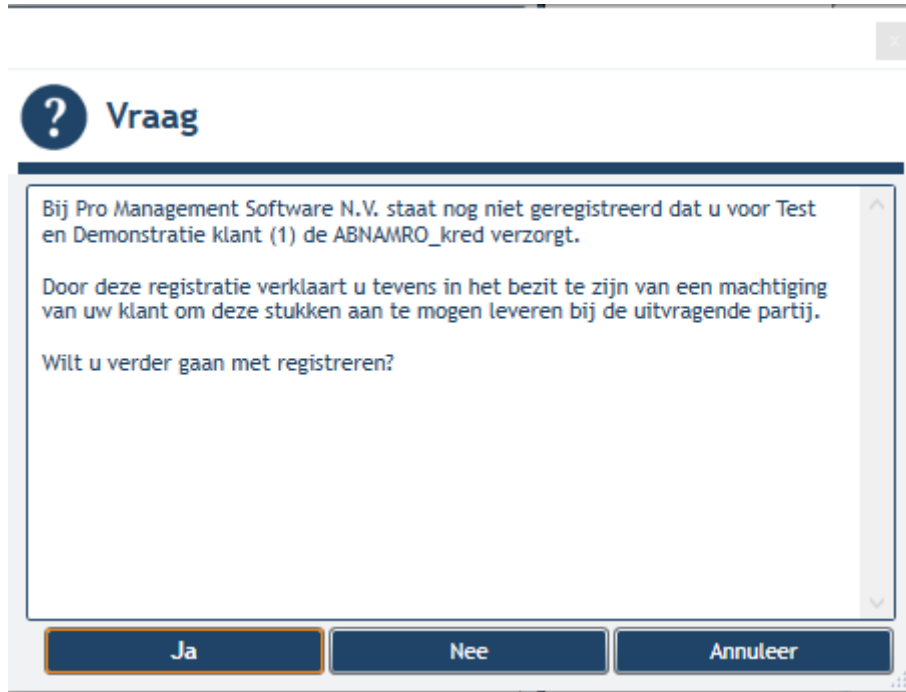 x
? Vraag
Bij Pro Management Software N.V. staat nog niet geregistreerd dat u voor Test
en Demonstratie klant (1) de ABNAMRO_kred verzorgt.
Door deze registratie verklaart u tevens in het bezit te zijn van een machtiging
van uw klant om deze stukken aan te mogen leveren bij de uitvragende partij.
Wilt u verder gaan met registreren?
Ja Nee Annuleer